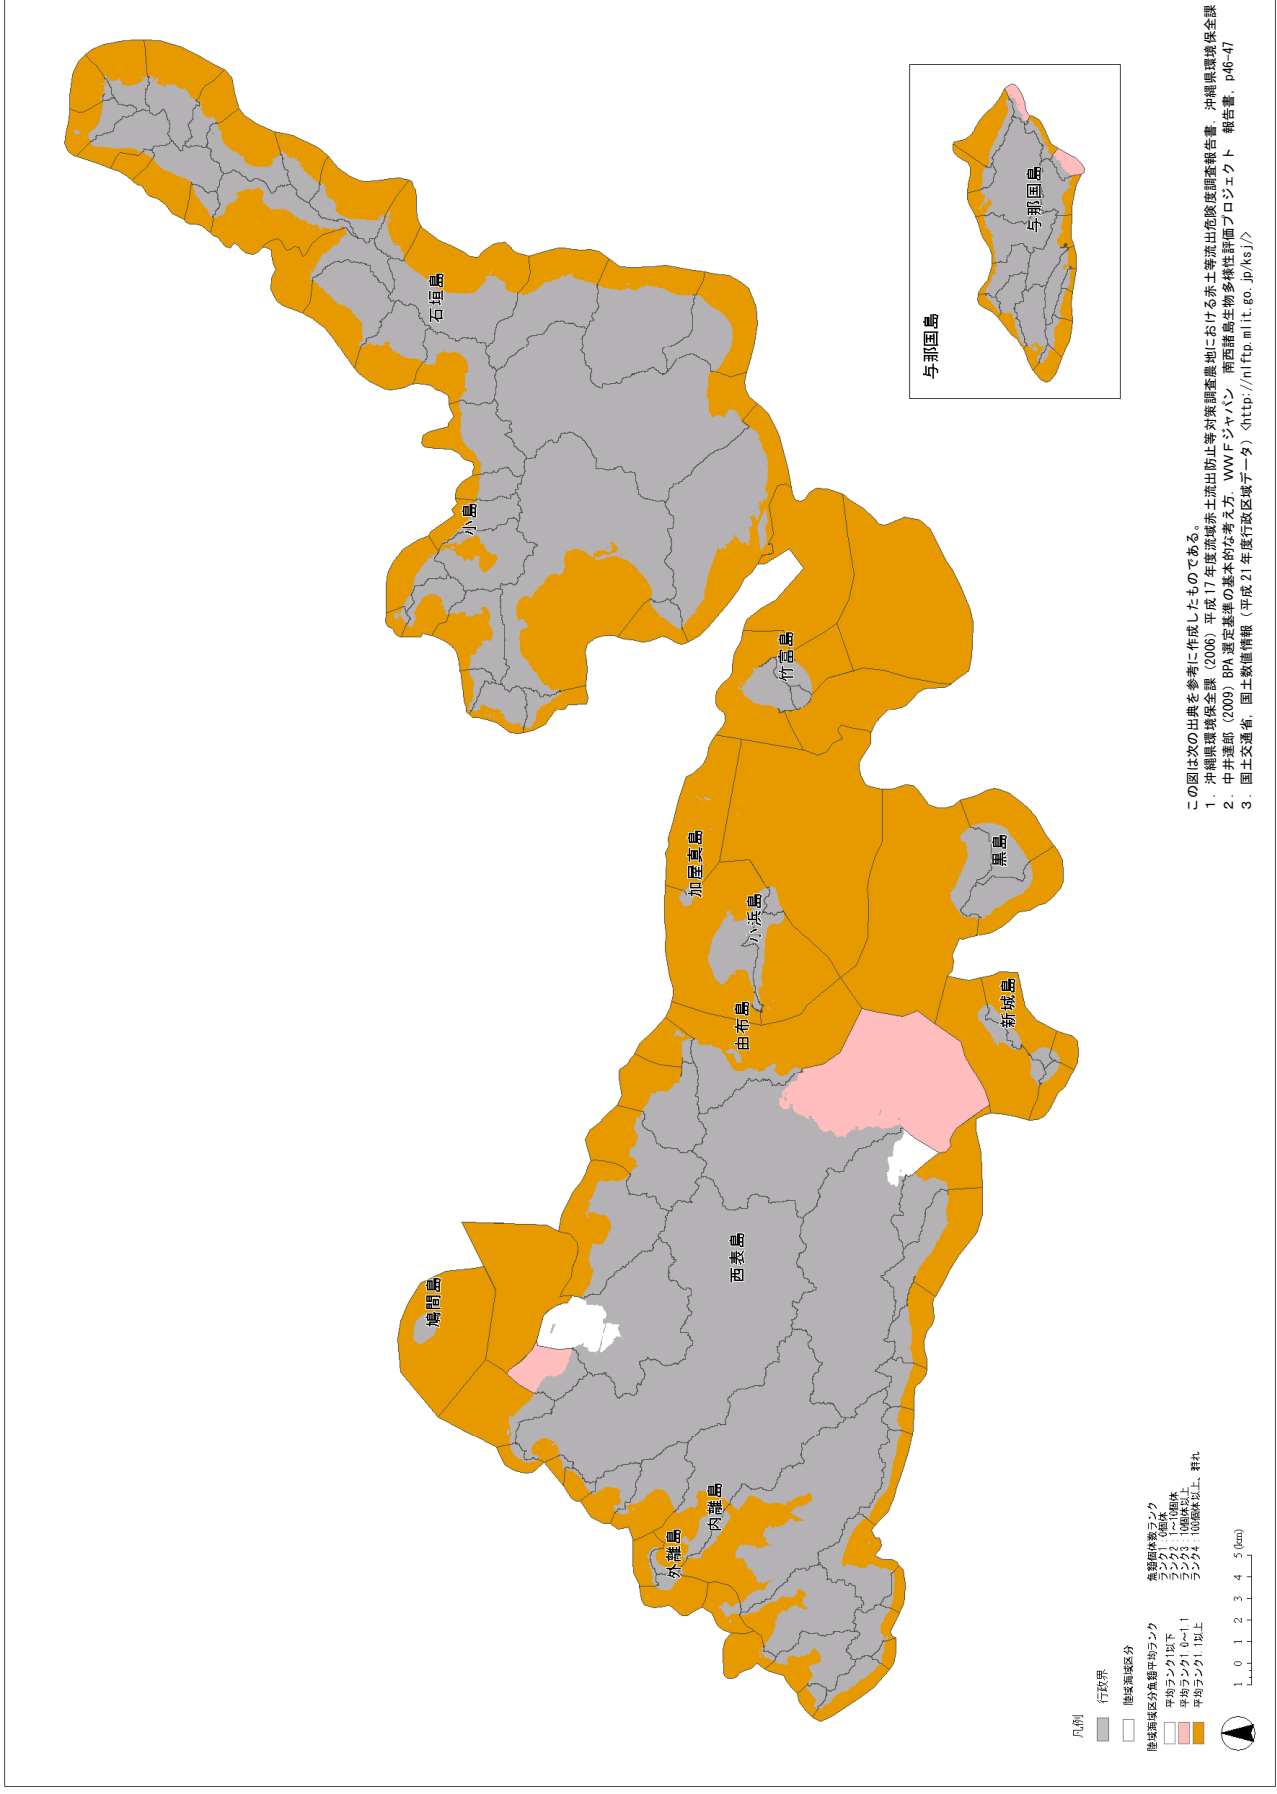 石垣島
小島
竹富島
加屋真島
小浜島
由布島
黒島
新城島
西表島
鳩間島
内離島
外離島
与那国島
与那国島
この図は次の出典を参考に作成したものである。
1. 沖縄県環境保全課 (2006) 平成17年度流域赤土流出防止等対策調査農地における赤土等流出危険度調査報告書. 沖縄県環境保全課
2. 中井達郎 (2009) BPA選定基準の基本的な考え方. WWFジャパン 南西諸島生物多様性評価プロジェクト 報告書, p46-47
3. 国土交通省, 国土数値情報 (平成21年度行政区域データ) <http://nlftp.mlit.go.jp/ksj/>
凡例
行政界
陸域海域区分
陸域海域区分魚類平均ランク
平均ランク1以下
平均ランク1.0~1.1
平均ランク1.1以上
魚類個体数ランク
ランク1:0個体
ランク2:1~10個体
ランク3:10個体以上
ランク4:100個体以上、群れ
1 0 1 2 3 4 5 (km)